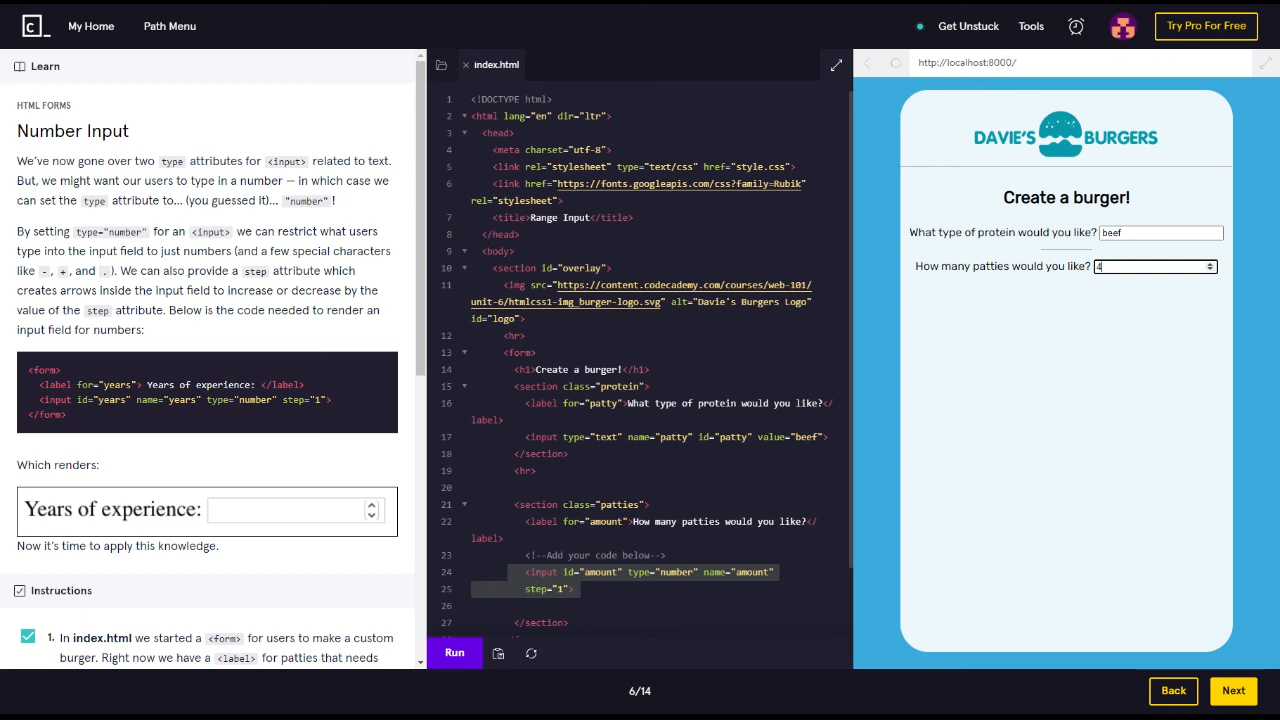 C_
My Home
Path Menu
Get Unstuck
Tools
Try Pro For Free
Learn
HTML FORMS
Number Input
We've now gone over two type attributes for <input> related to text.
But, we might want our users to type in a number — in which case we
can set the type attribute to… (you guessed it)… "number" !
By setting type="number" for an <input> we can restrict what users
type into the input field to just numbers (and a few special characters
like -, +, and .). We can also provide a step attribute which
creates arrows inside the input field to increase or decrease by the
value of the step attribute. Below is the code needed to render an
input field for numbers:
<form>
<label for="years"> Years of experience: </label>
<input id="years" name="years" type="number" step="1">
</form>
Which renders:
Years of experience:
Now it's time to apply this knowledge.
Instructions
1. In index.html we started a <form> for users to make a custom
burger. Right now we have a <label> for patties that needs
× index.html
1 <!DOCTYPE html>
2 <html lang="en" dir="ltr">
3 <head>
4 <meta charset="utf-8">
5 <link rel="stylesheet" type="text/css" href="style.css">
6 <link href="https://fonts.googleapis.com/css?family=Rubik"
rel="stylesheet">
7 <title>Range Input</title>
8 </head>
9 <body>
10 <section id="overlay">
11 <img src="https://content.codecademy.com/courses/web-101/
unit-6/htmlcss1-img_burger-logo.svg" alt="Davie's Burgers Logo"
id="logo">
12 <hr>
13 <form>
14 <h1>Create a burger!</h1>
15 <section class="protein">
16 <label for="patty">What type of protein would you like?</
label>
17 <input type="text" name="patty" id="patty" value="beef">
18 </section>
19 <hr>
20
21 <section class="patties">
22 <label for="amount">How many patties would you like?</
label>
23 <!--Add your code below-->
24 <input id="amount" type="number" name="amount"
25 step="1">
26
27 </section>
Run
http://localhost:8000/
DAVIE'S BURGERS
Create a burger!
What type of protein would you like? beef
How many patties would you like? 4
6/14
Back
Next